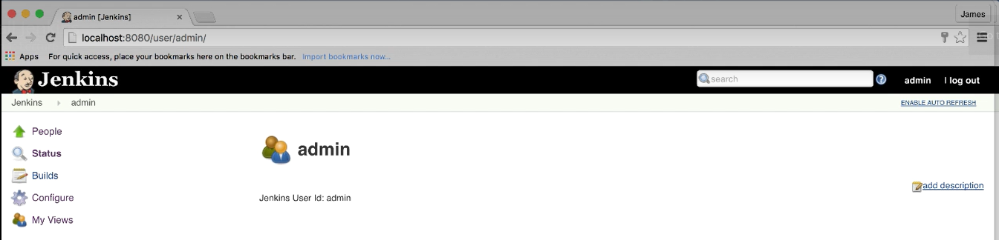 admin [Jenkins]
James
localhost:8080/user/admin/
Apps For quick access, place your bookmarks here on the bookmarks bar. Import bookmarks now...
Jenkins
search
admin
| log out
Jenkins admin
ENABLE AUTO REFRESH
People
Status
Builds
Configure
My Views
admin
add description
Jenkins User Id: admin